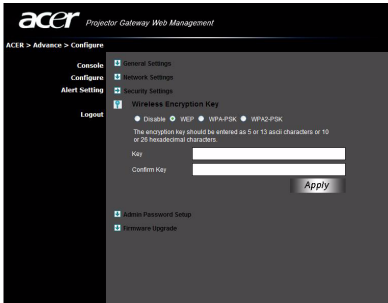 acer Projector Gateway Web Management
ACER > Advance > Configure
Console
Configure
Alert Setting
Logout
General Settings
Network Settings
Security Settings
Wireless Encryption Key
Disable WEP WPA-PSK WPA2-PSK
The encryption key should be entered as 5 or 13 ascii characters or 10
or 26 hexadecimal characters.
Key
Confirm Key
Apply
Admin Password Setup
Firmware Upgrade